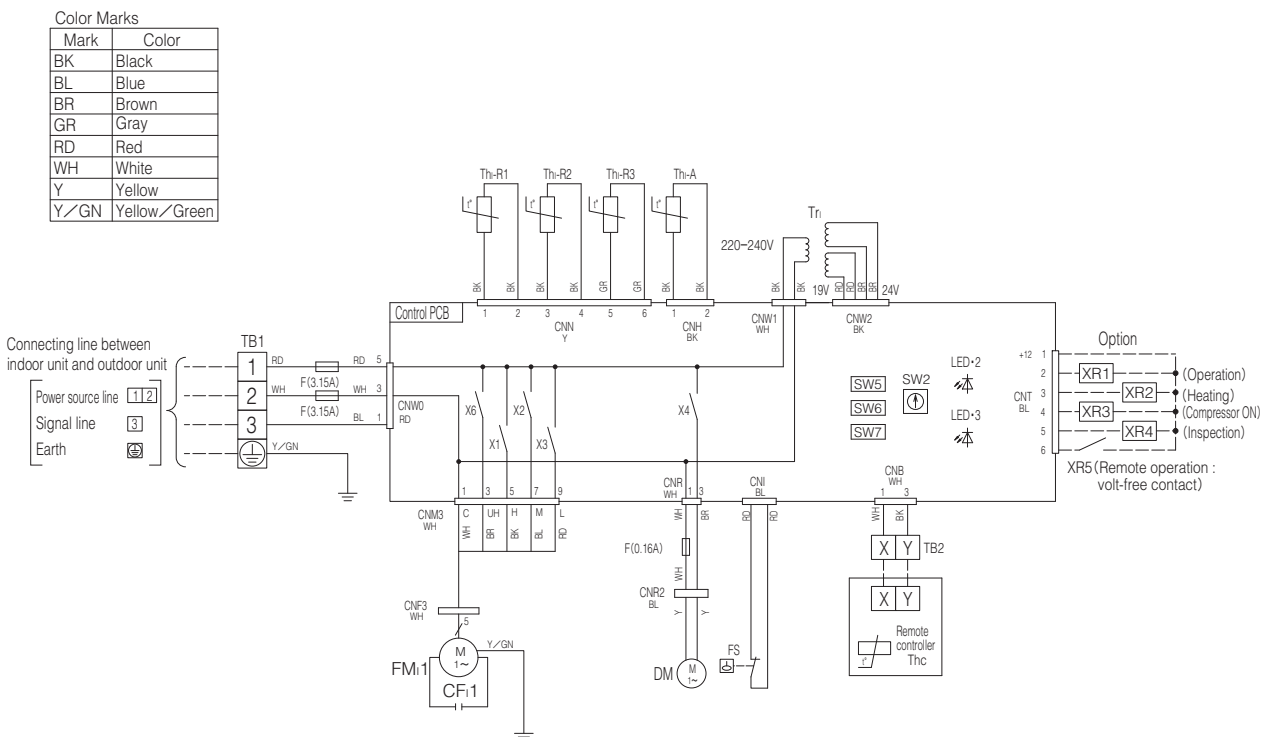 Color Marks
Mark Color
BK Black
BL Blue
BR Brown
GR Gray
RD Red
WH White
Y Yellow
Y/GN Yellow/Green
ThI-R1 ThI-R2 ThI-R3 ThI-A
t° t° t° t°
TrI
220-240V
BK BK BK BK GR GR BK BK BK BK 19V RD RD BR BR 24V
Control PCB
1 2 3 4 5 6 1 2
CNN
Y
CNH
BK
CNW1
WH
CNW2
BK
Connecting line between
indoor unit and outdoor unit
Power source line 1 2
Signal line 3
Earth
TB1
1 RD F(3.15A) RD 5
2 WH F(3.15A) WH 3
3 BL 1
Y/GN
CNW0
RD
X6 X2 X4
X1 X3
SW5
SW6
SW7
SW2
LED•2
LED•3
Option
+12 1
2 XR1 (Operation)
3 XR2 (Heating)
CNT
BL
4 XR3 (Compressor ON)
5 XR4 (Inspection)
6
XR5(Remote operation :
volt-free contact)
1 3 5 7 9
CNM3
WH
C UH H M L
WH BR BK BL RD
CNR
WH
1 3
WH BR
CNI
BL
RD RD
CNB
WH
1 3
WH BK
F(0.16A)
WH
X Y TB2
CNR2
BL
Y Y
X Y
Remote
controller
Thc
t°
CNF3
WH
5
M
1~
Y/GN
FMI1
CFI1
DM
M
1~
FS